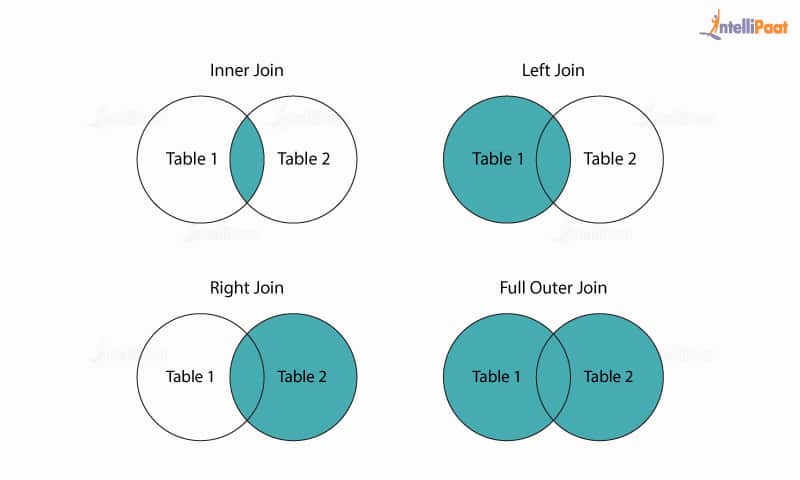 IntelliPaat
Inner Join
Left Join
Table 1
Table 2
Table 1
Table 2
Right Join
Full Outer Join
Table 1
Table 2
Table 1
Table 2